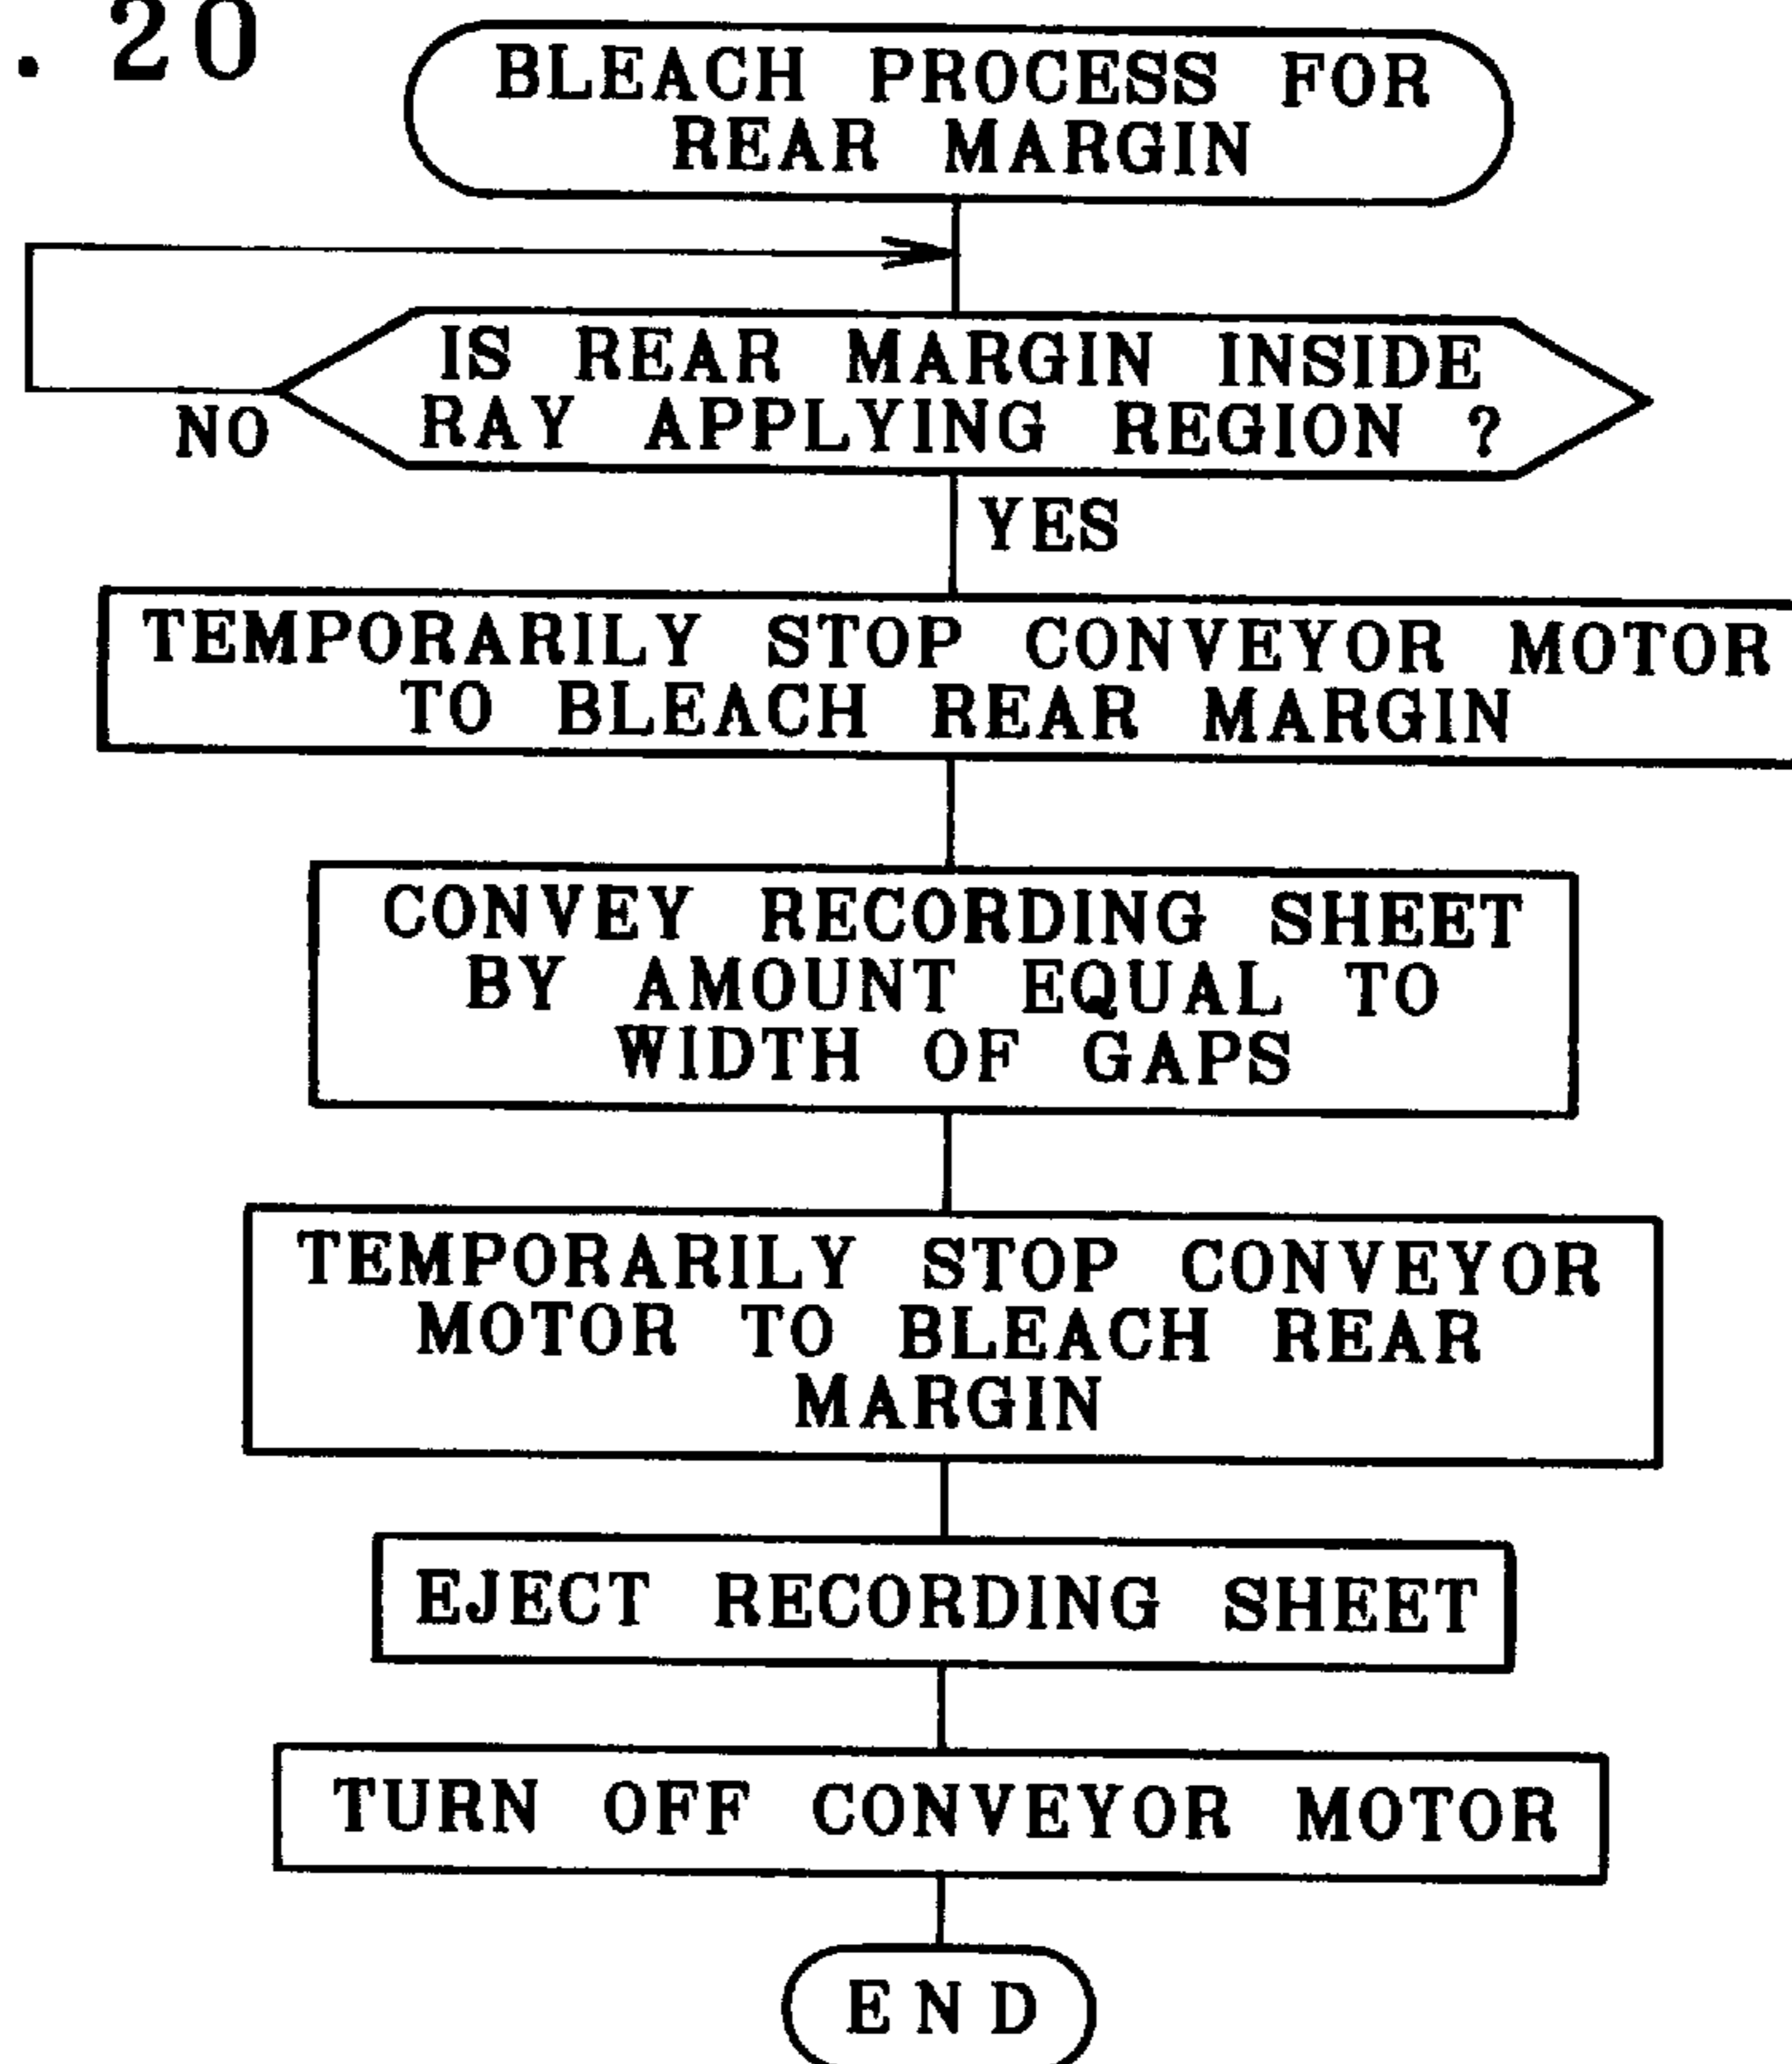 . 20
BLEACH PROCESS FOR
REAR MARGIN
IS REAR MARGIN INSIDE
RAY APPLYING REGION ?
NO
YES
TEMPORARILY STOP CONVEYOR MOTOR
TO BLEACH REAR MARGIN
CONVEY RECORDING SHEET
BY AMOUNT EQUAL TO
WIDTH OF GAPS
TEMPORARILY STOP CONVEYOR
MOTOR TO BLEACH REAR
MARGIN
EJECT RECORDING SHEET
TURN OFF CONVEYOR MOTOR
END